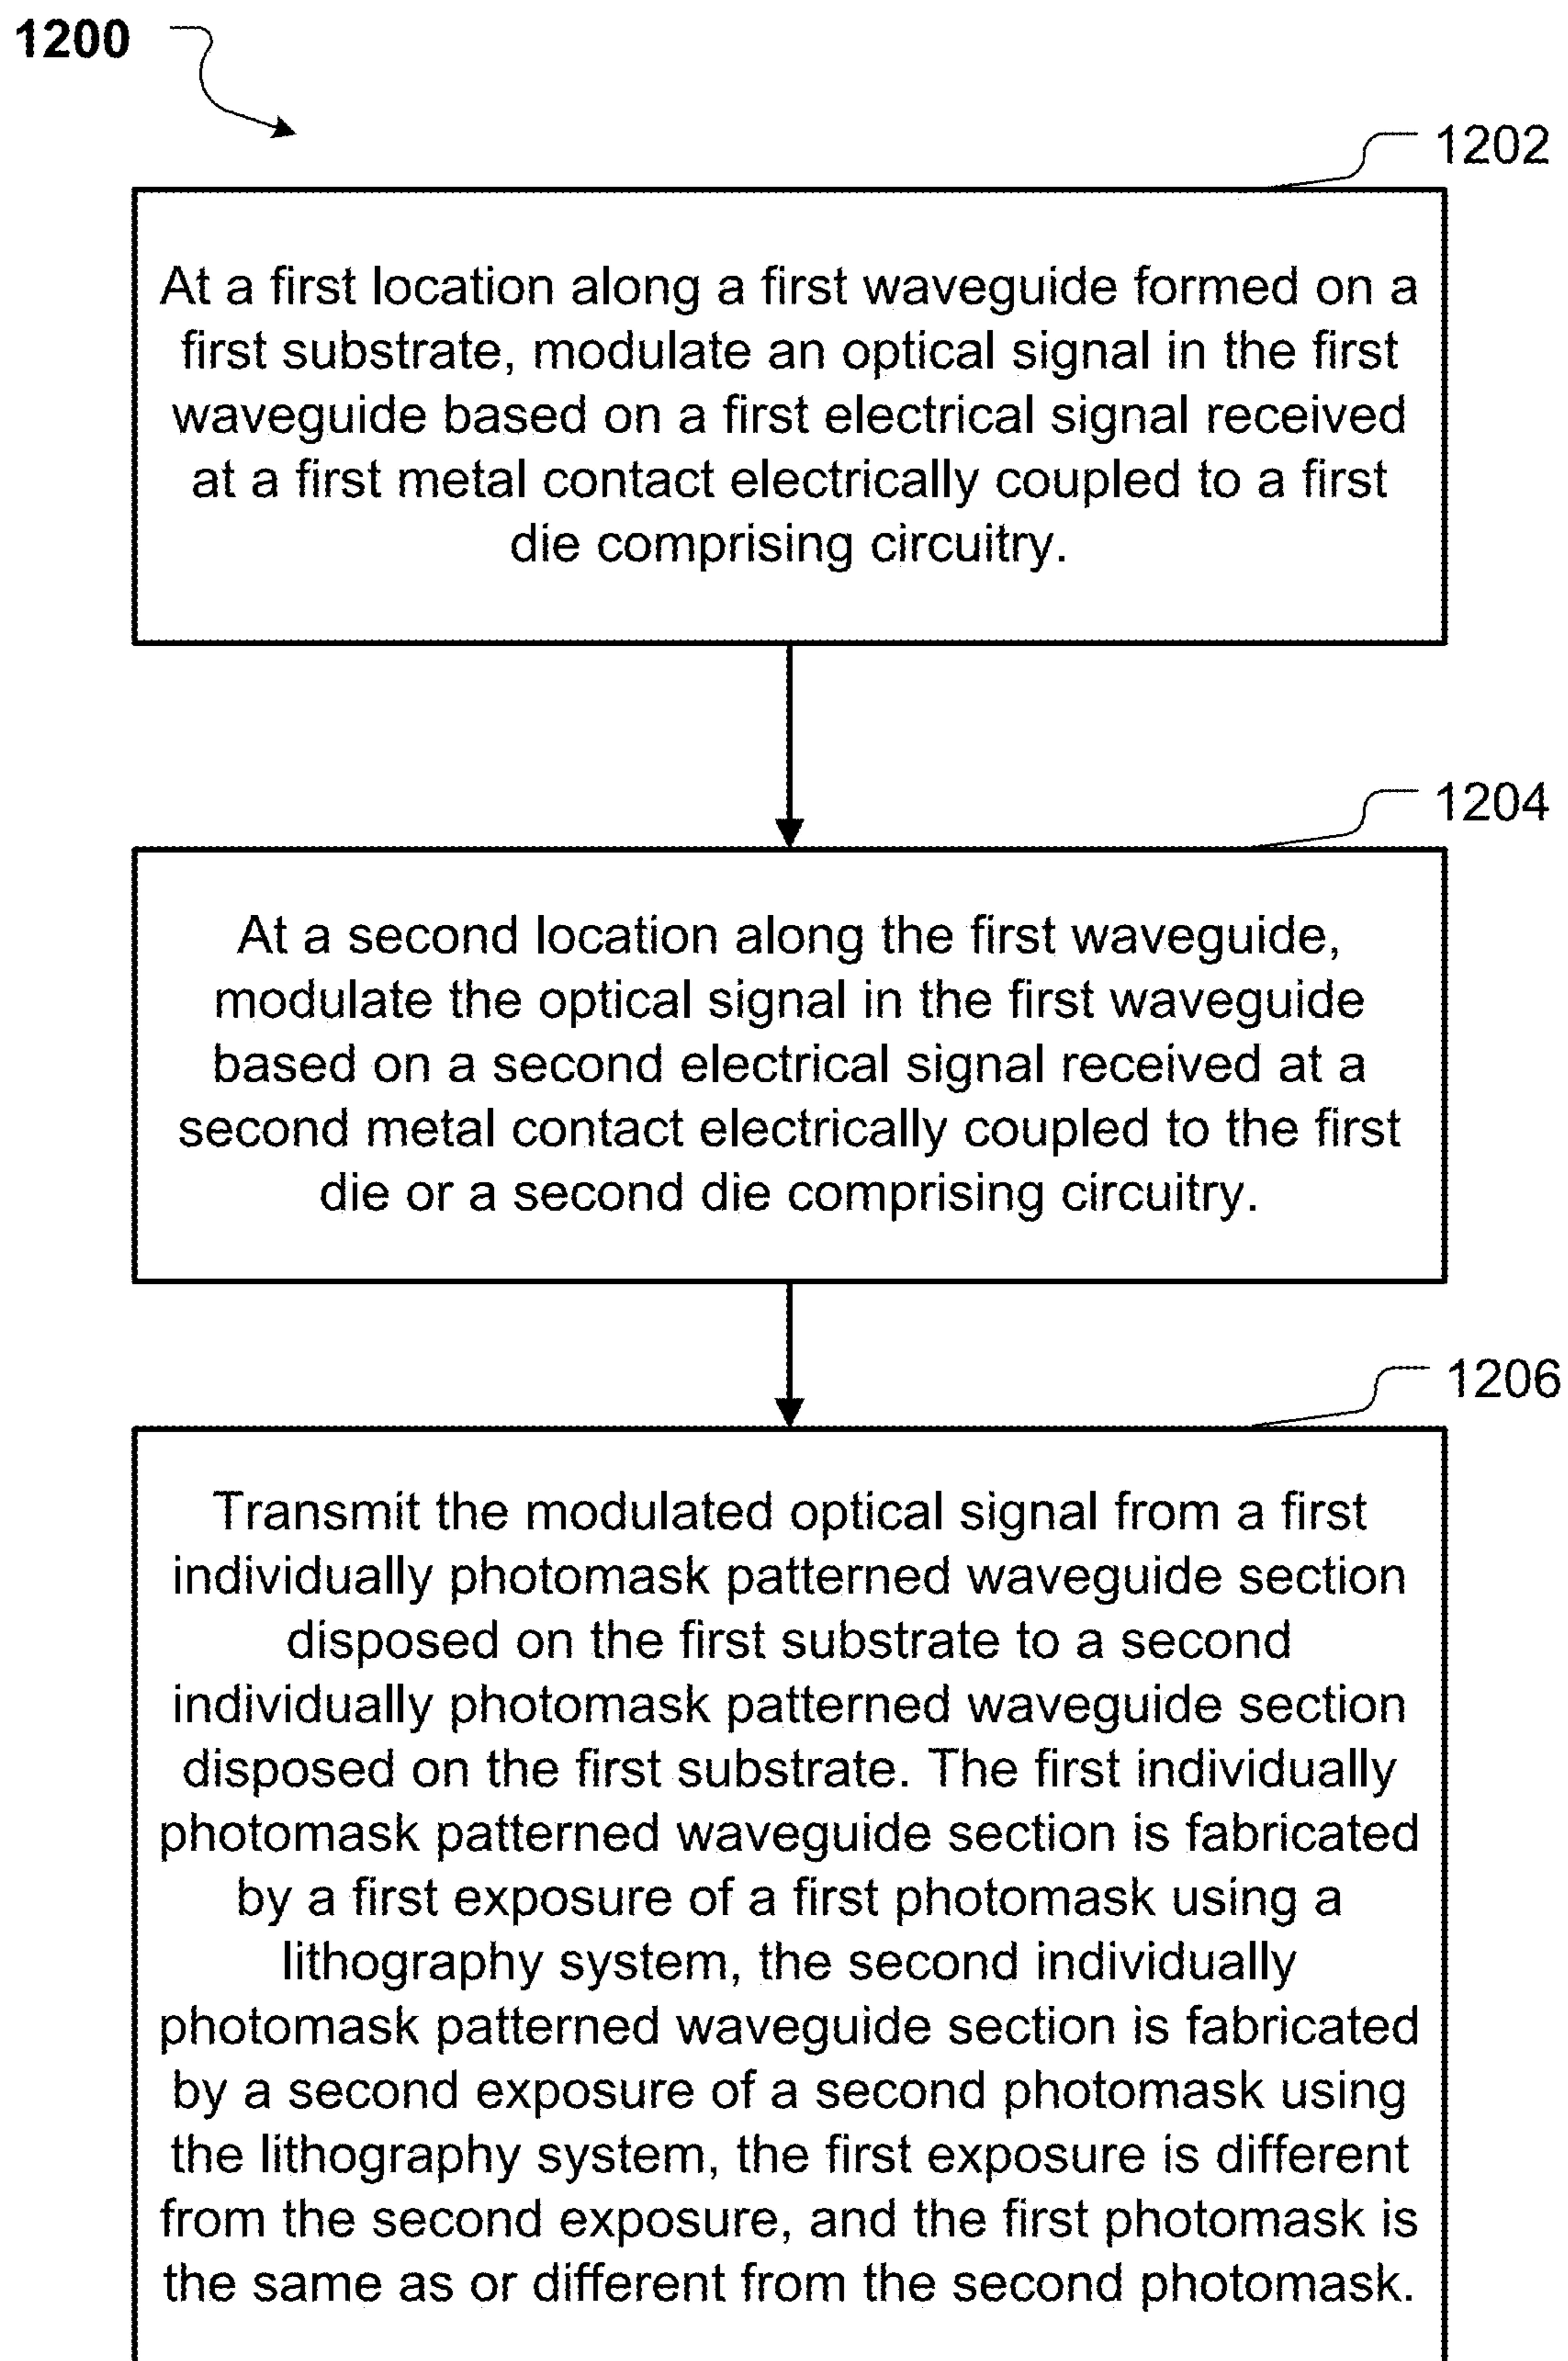 1200
1202
At a first location along a first waveguide formed on a
first substrate, modulate an optical signal in the first
waveguide based on a first electrical signal received
at a first metal contact electrically coupled to a first
die comprising circuitry.
1204
At a second location along the first waveguide,
modulate the optical signal in the first waveguide
based on a second electrical signal received at a
second metal contact electrically coupled to the first
die or a second die comprising circuitry.
1206
Transmit the modulated optical signal from a first
individually photomask patterned waveguide section
disposed on the first substrate to a second
individually photomask patterned waveguide section
disposed on the first substrate. The first individually
photomask patterned waveguide section is fabricated
by a first exposure of a first photomask using a
lithography system, the second individually
photomask patterned waveguide section is fabricated
by a second exposure of a second photomask using
the lithography system, the first exposure is different
from the second exposure, and the first photomask is
the same as or different from the second photomask.